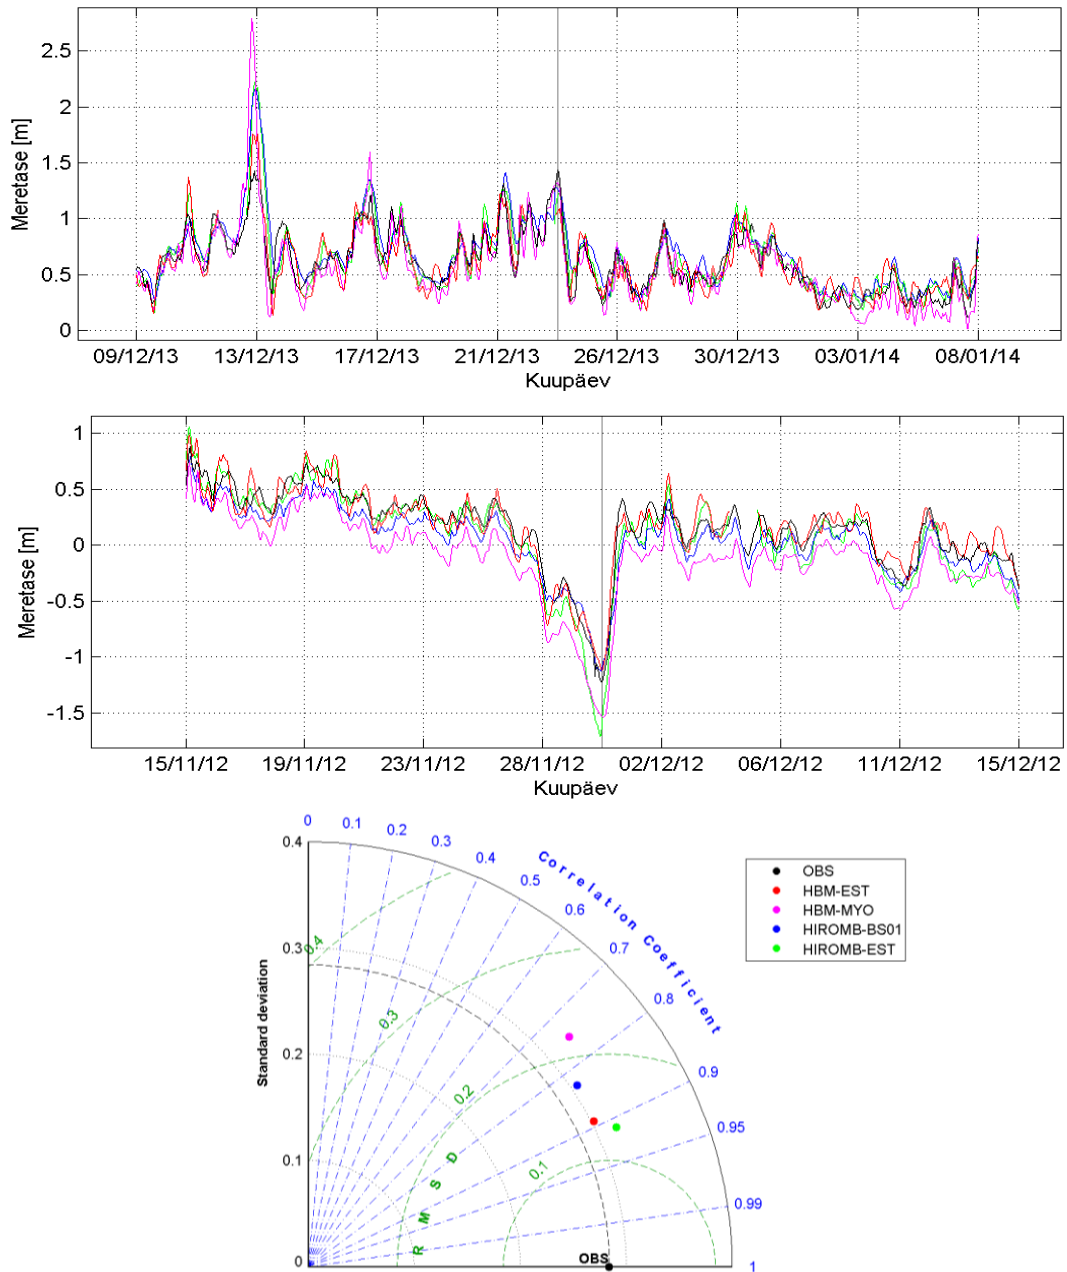 2.5
2
1.5
1
0.5
0
Meretase [m]
09/12/13 13/12/13 17/12/13 21/12/13 26/12/13 30/12/13 03/01/14 08/01/14
Kuupäev
1
0.5
0
-0.5
-1
-1.5
Meretase [m]
15/11/12 19/11/12 23/11/12 28/11/12 02/12/12 06/12/12 11/12/12 15/12/12
Kuupäev
0 0.1 0.2 0.3 0.4 0.5 0.6 0.7 0.8 0.9 0.95 0.99 1
Correlation Coefficient
0.4
0.3
0.2
0.1
0
Standard deviation
0.4
0.3
0.2
0.1
R M S D
OBS
OBS
HBM-EST
HBM-MYO
HIROMB-BS01
HIROMB-EST